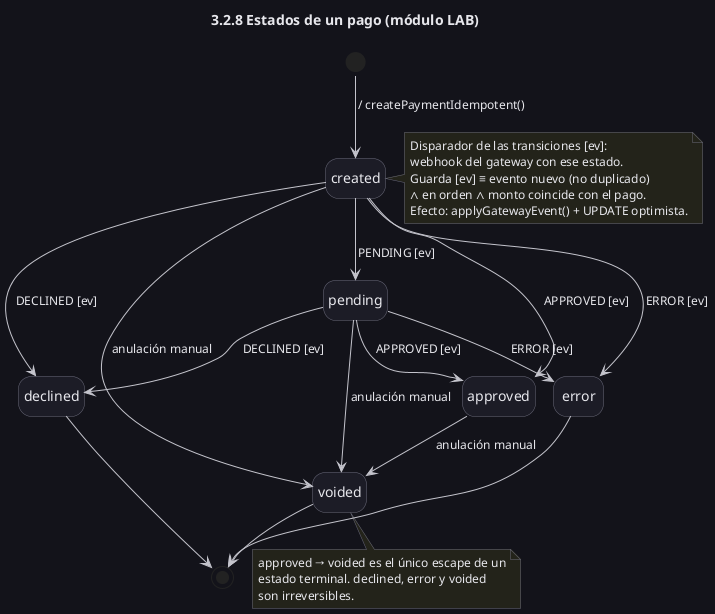 3.2.8 Estados de un pago (módulo LAB)
/ createPaymentIdempotent()
created
Disparador de las transiciones [ev]:
webhook del gateway con ese estado.
Guarda [ev] ≡ evento nuevo (no duplicado)
∧ en orden ∧ monto coincide con el pago.
Efecto: applyGatewayEvent() + UPDATE optimista.
PENDING [ev]
DECLINED [ev]
pending
APPROVED [ev]
ERROR [ev]
anulación manual
DECLINED [ev]
APPROVED [ev]
ERROR [ev]
declined
anulación manual
approved
error
anulación manual
voided
approved → voided es el único escape de un
estado terminal. declined, error y voided
son irreversibles.